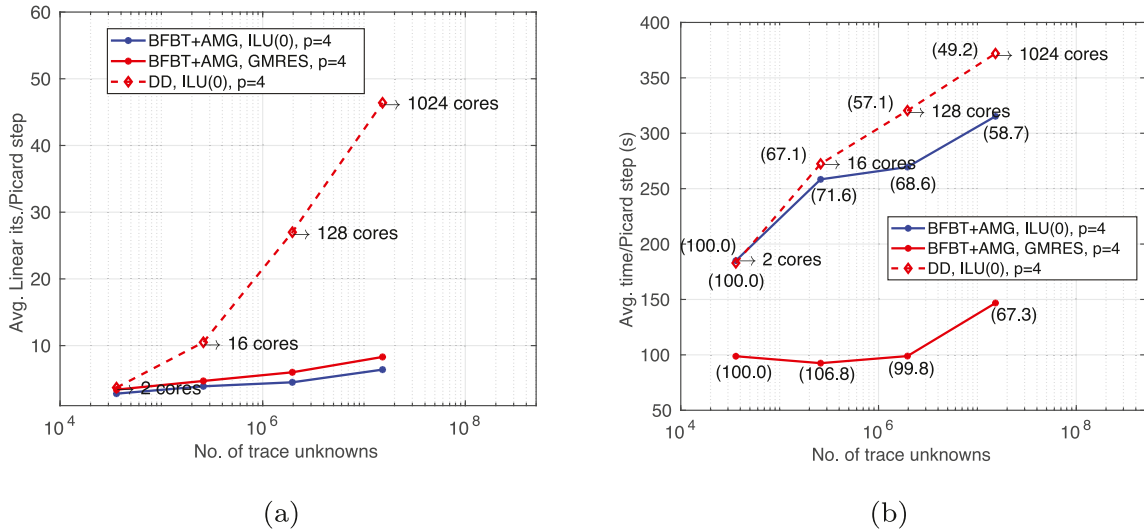 60
50
40
30
20
10
10^4
10^6
10^8
Avg. Linear its./Picard step
No. of trace unknowns
BFBT+AMG, ILU(0), p=4
BFBT+AMG, GMRES, p=4
DD, ILU(0), p=4
1024 cores
128 cores
16 cores
2 cores
(a)
400
350
300
250
200
150
100
50
10^4
10^6
10^8
Avg. time/Picard step (s)
No. of trace unknowns
(49.2)
1024 cores
(57.1)
128 cores
(58.7)
(67.1)
16 cores
(71.6)
(68.6)
BFBT+AMG, ILU(0), p=4
BFBT+AMG, GMRES, p=4
DD, ILU(0), p=4
(100.0)
2 cores
(100.0)
(67.3)
(100.0)
(106.8)
(99.8)
(b)